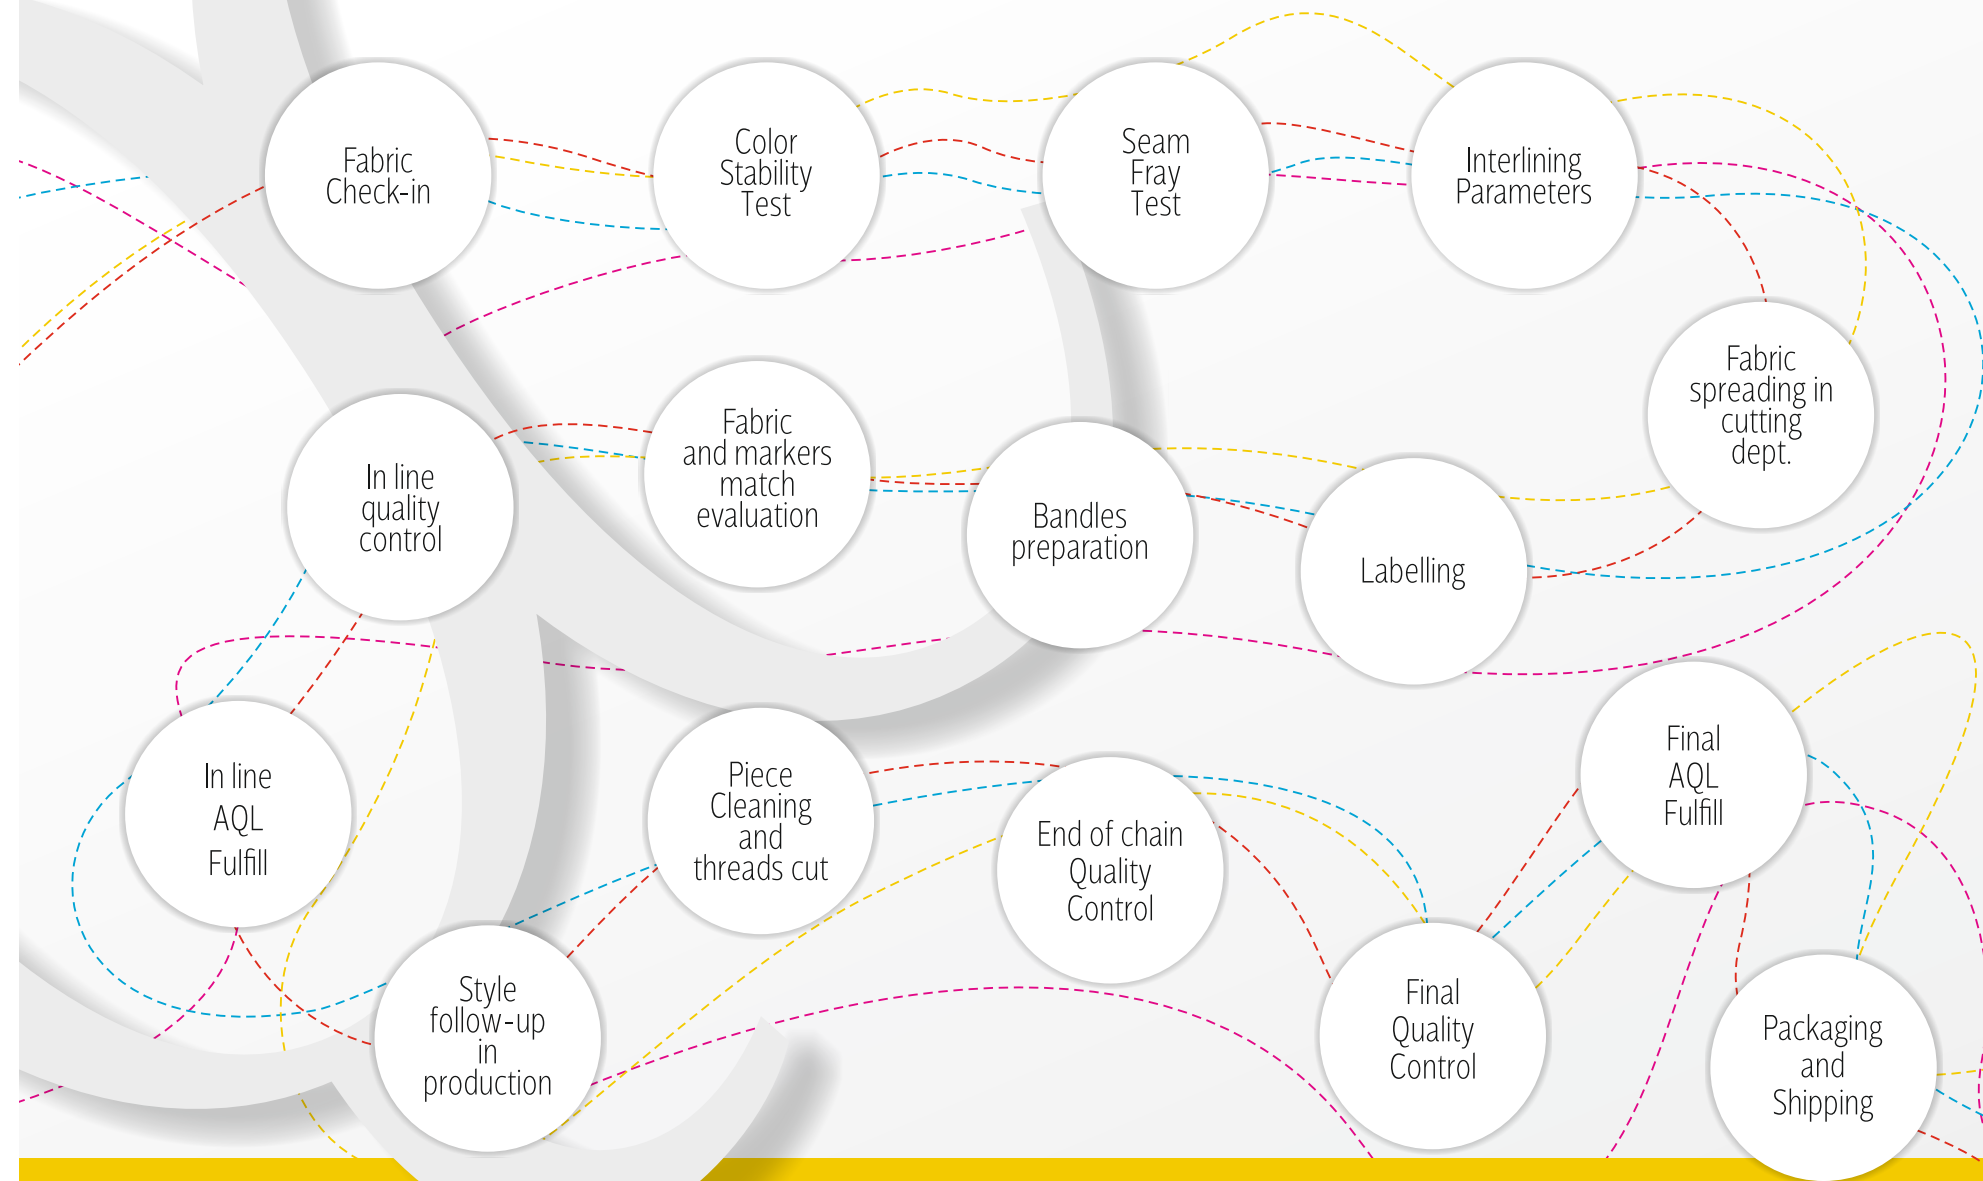 Fabric
Check-in
Color
Stability
Test
Seam
Fray
Test
Interlining
Parameters
Fabric
spreading in
cutting
dept.
Labelling
Bandles
preparation
Fabric
and markers
match
evaluation
In line
quality
control
In line
AQL
Fulfill
Style
follow-up
in
production
Piece
Cleaning
and
threads cut
End of chain
Quality
Control
Final
Quality
Control
Final
AQL
Fulfill
Packaging
and
Shipping